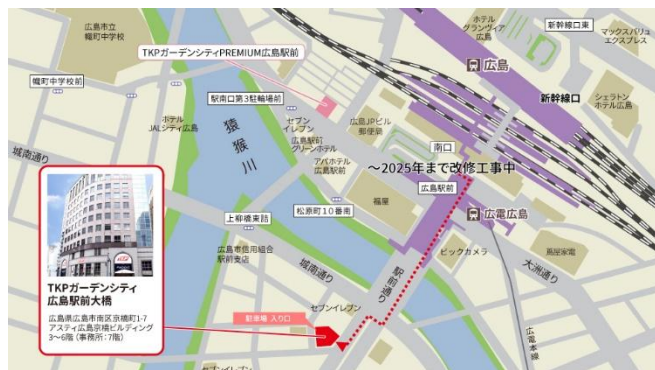 広島市立
幟町中学校
ホテル
グランヴィア
広島
新幹線口東
マックスバリュ
エクスプレス
TKPガーデンシティPREMIUM広島駅前
広島
幟町中学校前
駅南口第3駐輪場前
新幹線口
シェラトン
ホテル広島
ホテル
JALシティ広島
猿猴川
セブン
イレブン
広島JPビル
郵便局
広島駅前
グリーンホテル
南口
城南通り
アパホテル
広島駅前
~2025年まで改修工事中
広島駅前
福屋
広電広島
上柳橋東詰
松原町10番南
広島市信用組合
駅前支店
ビックカメラ
蔦屋家電
城南通り
駅前通り
大洲通り
TKPガーデンシティ
広島駅前大橋
広島県広島市南区京橋町1-7
アスティ広島京橋ビルディング
3~6階(事務所:7階)
セブンイレブン
駐車場 入り口
広電本線
セブンイレブン